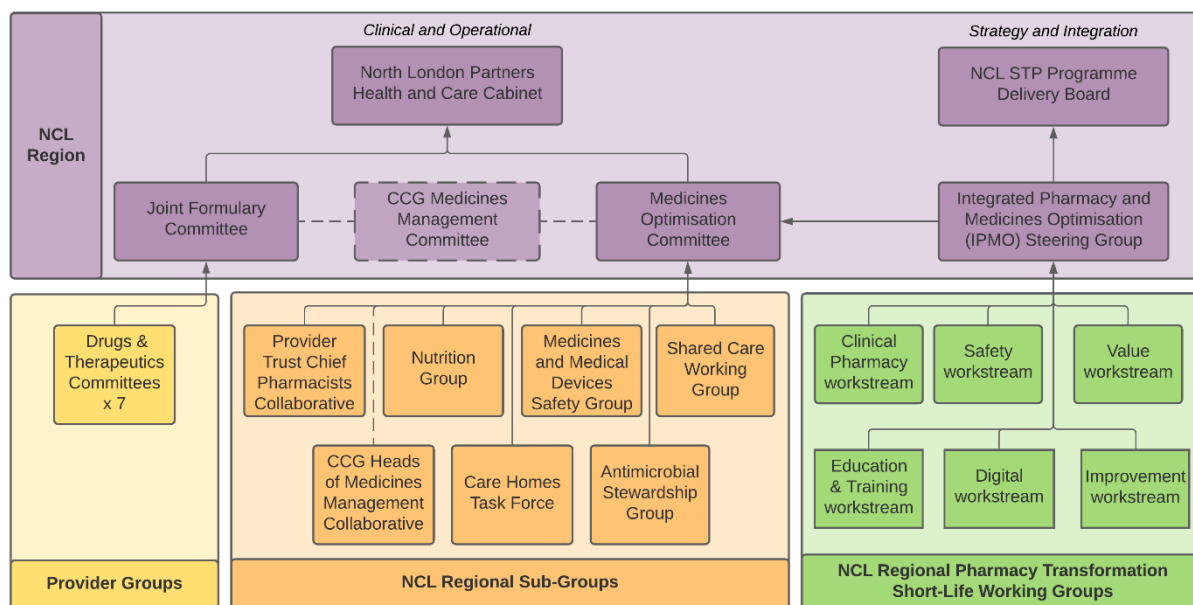 Clinical and Operational
Strategy and Integration
North London Partners
Health and Care Cabinet
NCL STP Programme
Delivery Board
NCL
Region
Joint Formulary
Committee
CCG Medicines
Management
Committee
Medicines
Optimisation
Committee
Integrated Pharmacy and
Medicines Optimisation
(IPMO) Steering Group
Drugs &
Therapeutics
Committees
x 7
Provider
Trust Chief
Pharmacists
Collaborative
Nutrition
Group
Medicines
and Medical
Devices
Safety Group
Shared Care
Working
Group
Clinical
Pharmacy
workstream
Safety
workstream
Value
workstream
CCG Heads
of Medicines
Management
Collaborative
Care Homes
Task Force
Antimicrobial
Stewardship
Group
Education
& Training
workstream
Digital
workstream
Improvement
workstream
Provider Groups
NCL Regional Sub-Groups
NCL Regional Pharmacy Transformation
Short-Life Working Groups